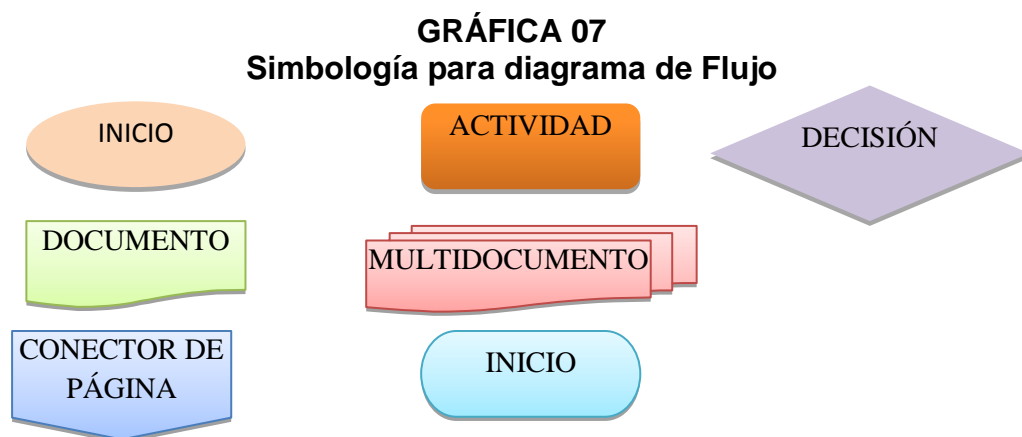 GRÁFICA 07
Simbología para diagrama de Flujo
INICIO
ACTIVIDAD
DECISIÓN
DOCUMENTO
MULTIDOCUMENTO
CONECTOR DE
PÁGINA
INICIO